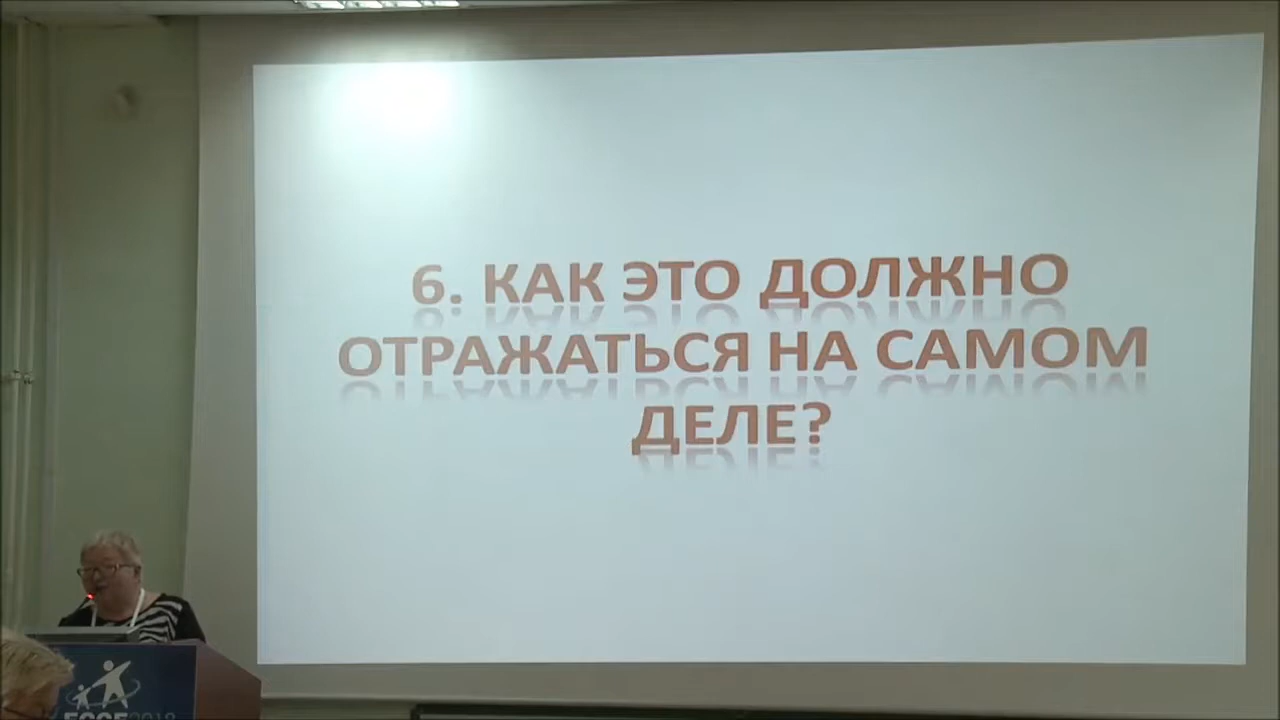 6. КАК ЭТО ДОЛЖНО
ОТРАЖАТЬСЯ НА САМОМ
ДЕЛЕ?